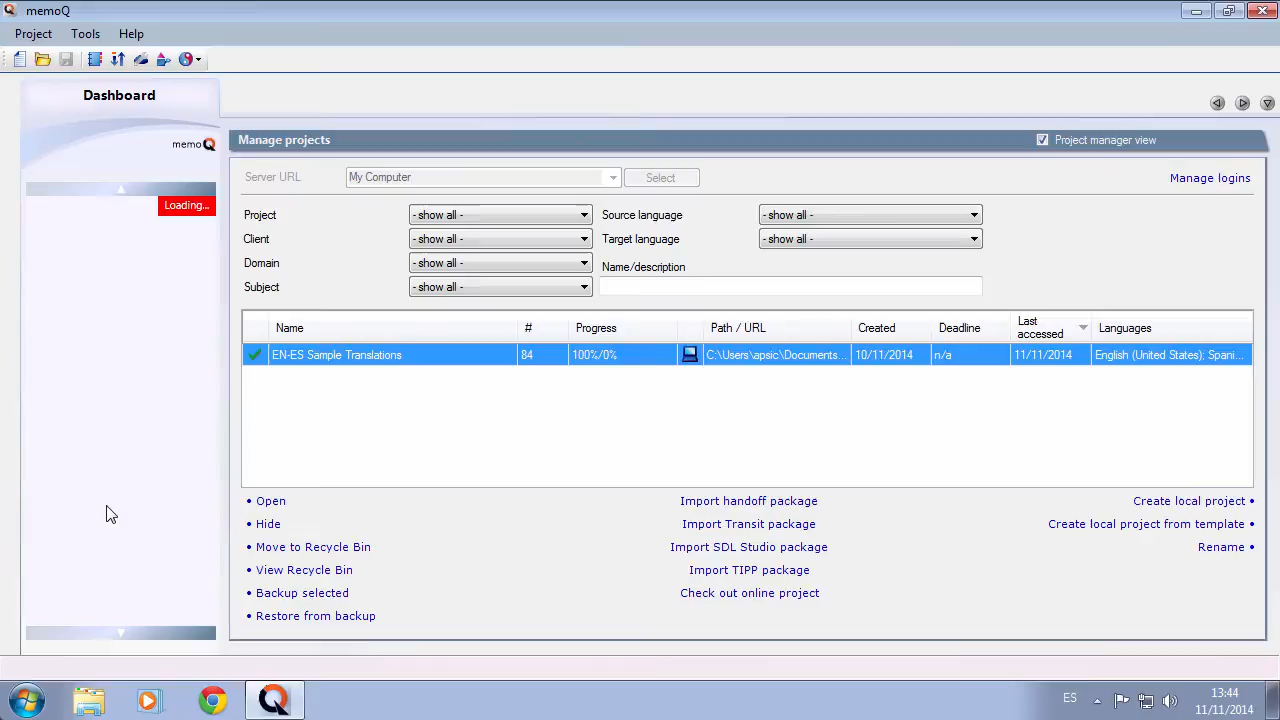 memoQ
Project Tools Help
Dashboard
memoQ
Loading...
Manage projects
Project manager view
Server URL My Computer Select Manage logins
Project - show all - Source language - show all -
Client - show all - Target language - show all -
Domain - show all - Name/description
Subject - show all -
Name # Progress Path / URL Created Deadline Last accessed Languages
EN-ES Sample Translations 84 100%/0% C:\Users\apsic\Documents... 10/11/2014 n/a 11/11/2014 English (United States); Spani...
• Open Import handoff package Create local project •
• Hide Import Transit package Create local project from template •
• Move to Recycle Bin Import SDL Studio package Rename •
• View Recycle Bin Import TIPP package
• Backup selected Check out online project
• Restore from backup
ES 13:44
11/11/2014